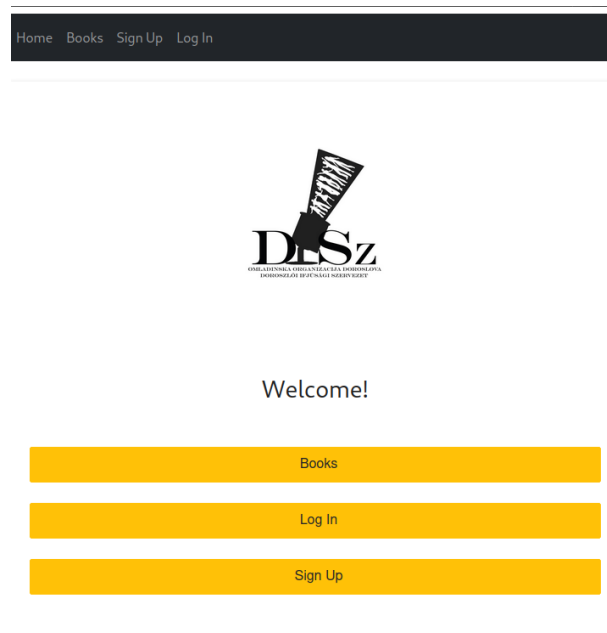 Home Books Sign Up Log In
DISz
OMLADINSKA ORGANIZACIJA DOROSLOVA
DOROSZLÓI IFJÚSÁGI SZERVEZET
Welcome!
Books
Log In
Sign Up